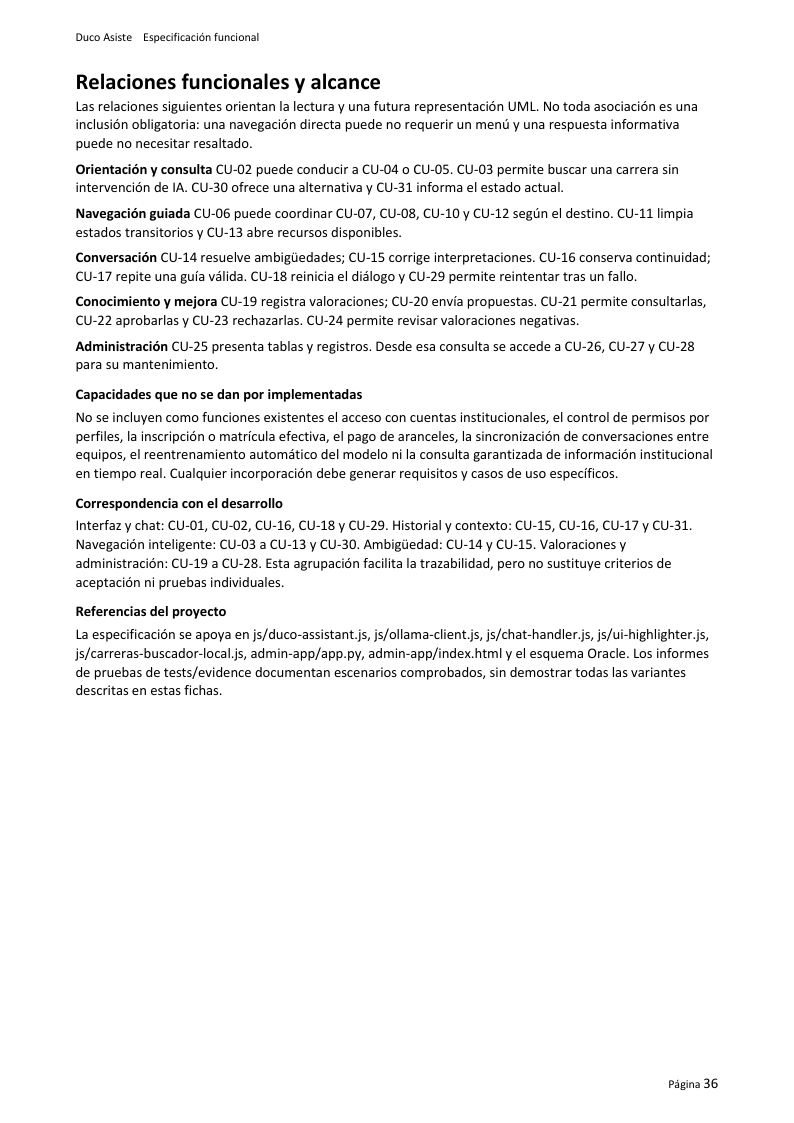 Duco Asiste   Especificación funcional
Relaciones funcionales y alcance
Las relaciones siguientes orientan la lectura y una futura representación UML. No toda asociación es una
inclusión obligatoria: una navegación directa puede no requerir un menú y una respuesta informativa
puede no necesitar resaltado.
Orientación y consulta CU-02 puede conducir a CU-04 o CU-05. CU-03 permite buscar una carrera sin
intervención de IA. CU-30 ofrece una alternativa y CU-31 informa el estado actual.
Navegación guiada CU-06 puede coordinar CU-07, CU-08, CU-10 y CU-12 según el destino. CU-11 limpia
estados transitorios y CU-13 abre recursos disponibles.
Conversación CU-14 resuelve ambigüedades; CU-15 corrige interpretaciones. CU-16 conserva continuidad;
CU-17 repite una guía válida. CU-18 reinicia el diálogo y CU-29 permite reintentar tras un fallo.
Conocimiento y mejora CU-19 registra valoraciones; CU-20 envía propuestas. CU-21 permite consultarlas,
CU-22 aprobarlas y CU-23 rechazarlas. CU-24 permite revisar valoraciones negativas.
Administración CU-25 presenta tablas y registros. Desde esa consulta se accede a CU-26, CU-27 y CU-28
para su mantenimiento.
Capacidades que no se dan por implementadas
No se incluyen como funciones existentes el acceso con cuentas institucionales, el control de permisos por
perfiles, la inscripción o matrícula efectiva, el pago de aranceles, la sincronización de conversaciones entre
equipos, el reentrenamiento automático del modelo ni la consulta garantizada de información institucional
en tiempo real. Cualquier incorporación debe generar requisitos y casos de uso específicos.
Correspondencia con el desarrollo
Interfaz y chat: CU-01, CU-02, CU-16, CU-18 y CU-29. Historial y contexto: CU-15, CU-16, CU-17 y CU-31.
Navegación inteligente: CU-03 a CU-13 y CU-30. Ambigüedad: CU-14 y CU-15. Valoraciones y
administración: CU-19 a CU-28. Esta agrupación facilita la trazabilidad, pero no sustituye criterios de
aceptación ni pruebas individuales.
Referencias del proyecto
La especificación se apoya en js/duco-assistant.js, js/ollama-client.js, js/chat-handler.js, js/ui-highlighter.js,
js/carreras-buscador-local.js, admin-app/app.py, admin-app/index.html y el esquema Oracle. Los informes
de pruebas de tests/evidence documentan escenarios comprobados, sin demostrar todas las variantes
descritas en estas fichas.
Página 36